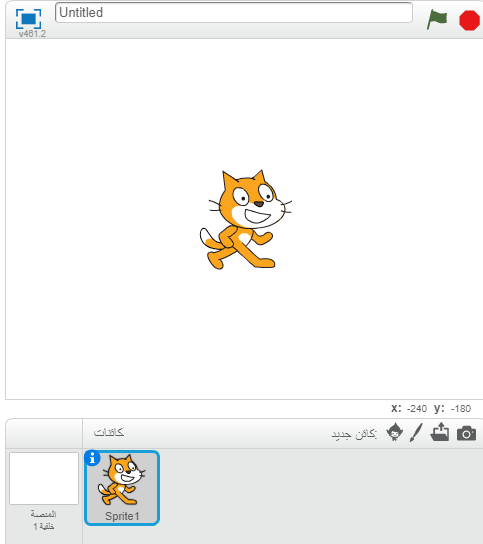 Untitled
v461.2
x: -240 y: -180
كائنات
كائن جديد:
المنصة
خلفية 1
Sprite1